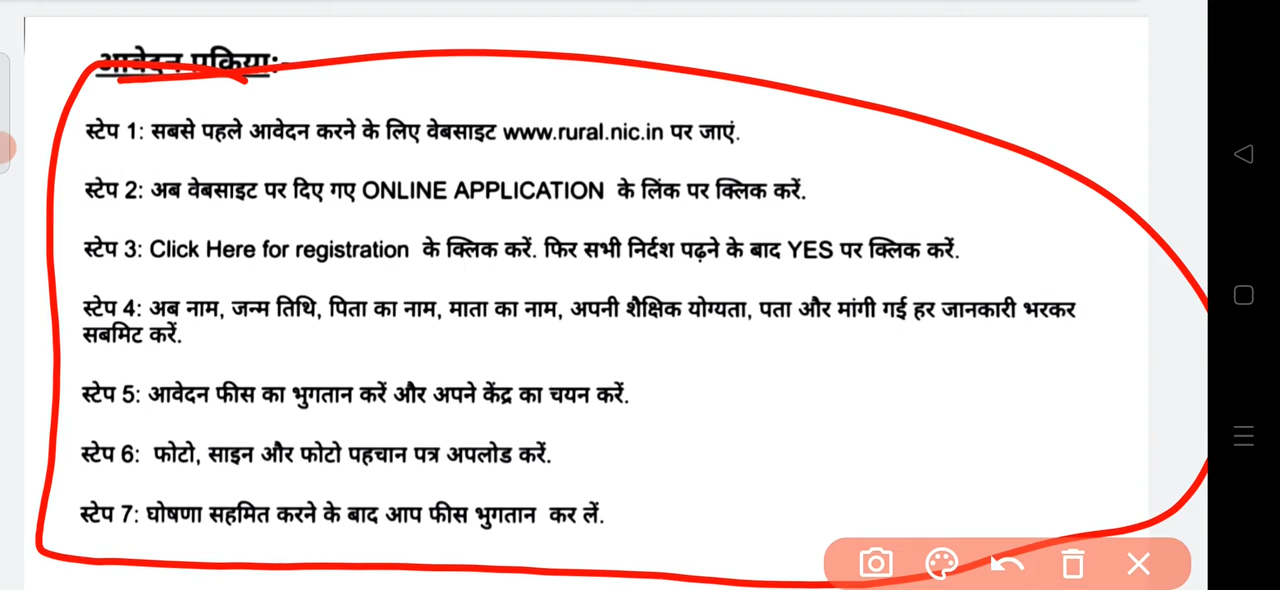 आवेदन प्रक्रिया:-
स्टेप 1: सबसे पहले आवेदन करने के लिए वेबसाइट www.rural.nic.in पर जाएं.
स्टेप 2: अब वेबसाइट पर दिए गए ONLINE APPLICATION के लिंक पर क्लिक करें.
स्टेप 3: Click Here for registration के क्लिक करें. फिर सभी निर्देश पढ़ने के बाद YES पर क्लिक करें.
स्टेप 4: अब नाम, जन्म तिथि, पिता का नाम, माता का नाम, अपनी शैक्षिक योग्यता, पता और मांगी गई हर जानकारी भरकर
सबमिट करें.
स्टेप 5: आवेदन फीस का भुगतान करें और अपने केंद्र का चयन करें.
स्टेप 6: फोटो, साइन और फोटो पहचान पत्र अपलोड करें.
स्टेप 7: घोषणा सहमित करने के बाद आप फीस भुगतान कर लें.